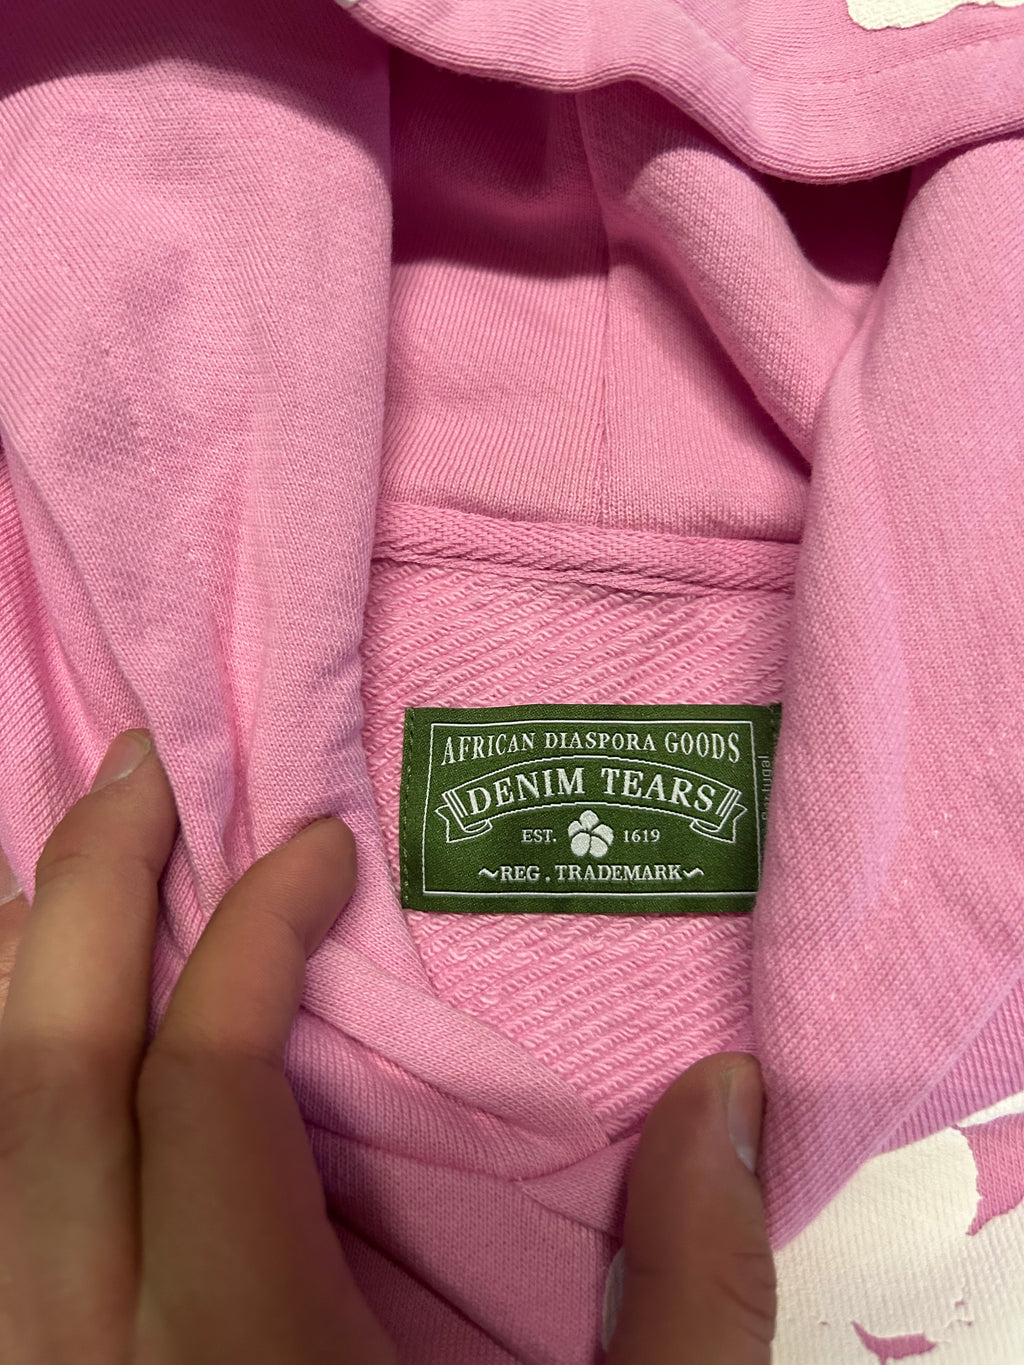 AFRICAN DIASPORA GOODS
DENIM TEARS
EST. 1619
~REG . TRADEMARK~